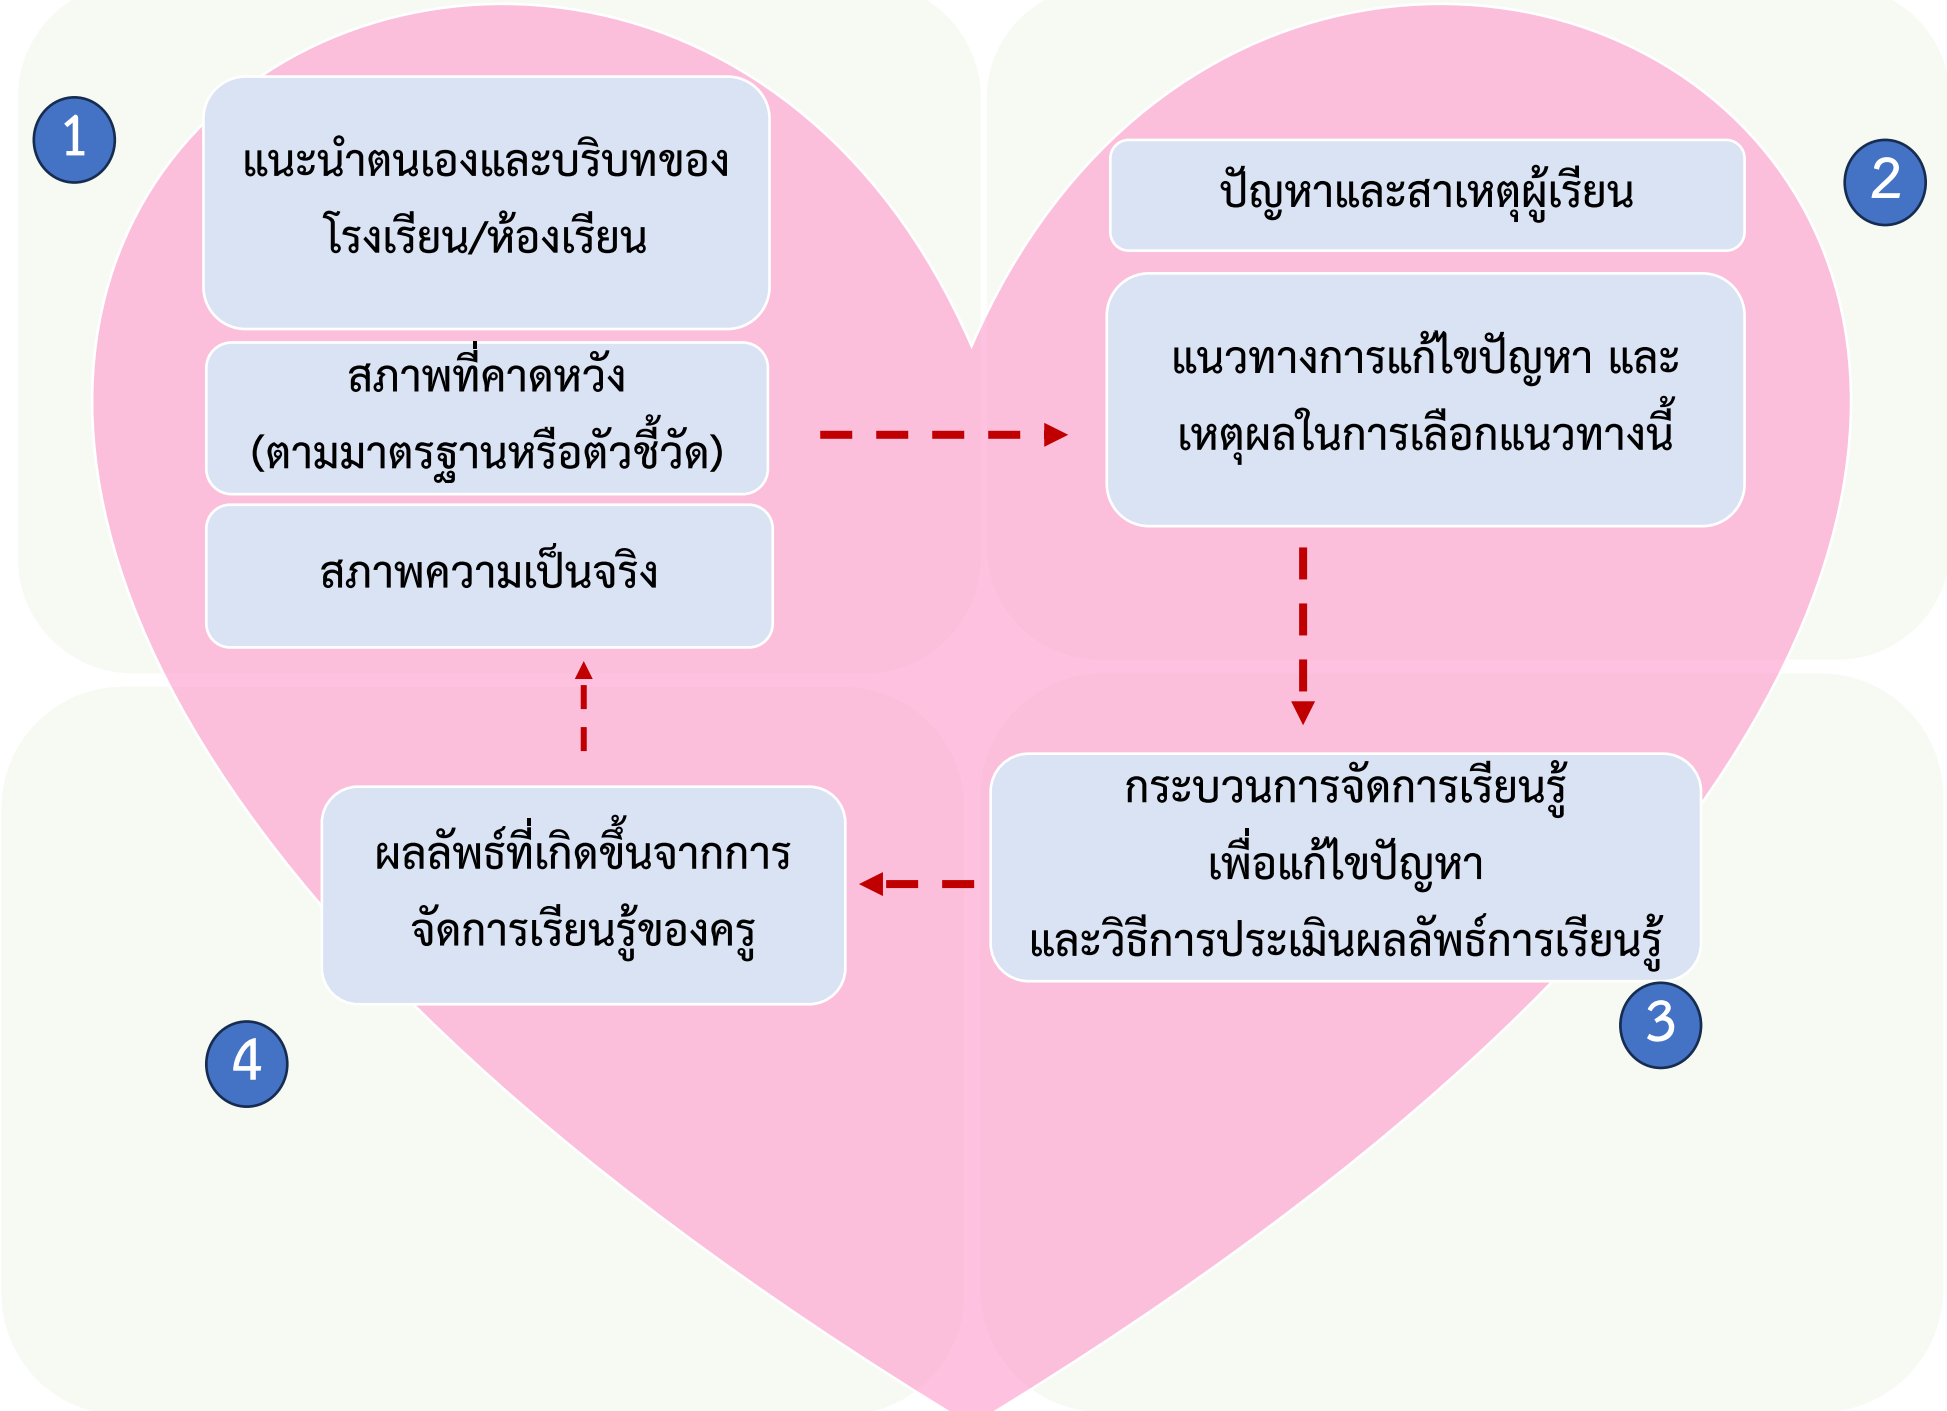 1
แนะนำตนเองและบริบทของ
โรงเรียน/ห้องเรียน
สภาพที่คาดหวัง
(ตามมาตรฐานหรือตัวชี้วัด)
สภาพความเป็นจริง
2
ปัญหาและสาเหตุผู้เรียน
แนวทางการแก้ไขปัญหา และ
เหตุผลในการเลือกแนวทางนี้
กระบวนการจัดการเรียนรู้
เพื่อแก้ไขปัญหา
และวิธีการประเมินผลลัพธ์การเรียนรู้
3
ผลลัพธ์ที่เกิดขึ้นจากการ
จัดการเรียนรู้ของครู
4